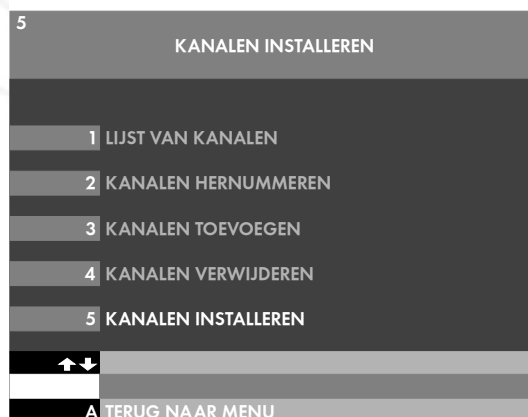 5
KANALEN INSTALLEREN
1 LIJST VAN KANALEN
2 KANALEN HERNUMMEREN
3 KANALEN TOEVOEGEN
4 KANALEN VERWIJDEREN
5 KANALEN INSTALLEREN
A TERUG NAAR MENU